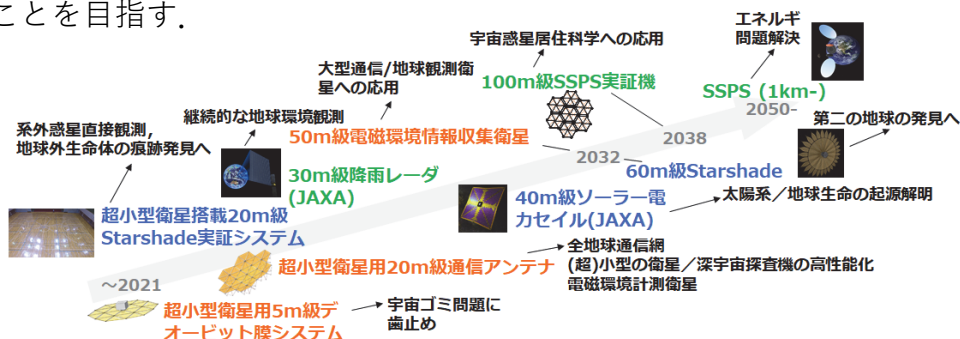 ことを目指す.
エネルギ
問題解決
宇宙惑星居住科学への応用
大型通信/地球観測衛
星への応用
100m級SSPS実証機
SSPS (1km-)
2050-
継続的な地球環境観測
系外惑星直接観測,
地球外生命体の痕跡発見へ
50m級電磁環境情報収集衛星
2038
第二の地球の発見へ
2032
60m級Starshade
30m級降雨レーダ
(JAXA)
40m級ソーラー電
力セイル(JAXA)
太陽系／地球生命の起源解明
超小型衛星搭載20m級
Starshade実証システム
全地球通信網
(超)小型の衛星／深宇宙探査機の高性能化
電磁環境計測衛星
超小型衛星用20m級通信アンテナ
～2021
超小型衛星用5m級デ
オービット膜システム
宇宙ゴミ問題に
歯止め